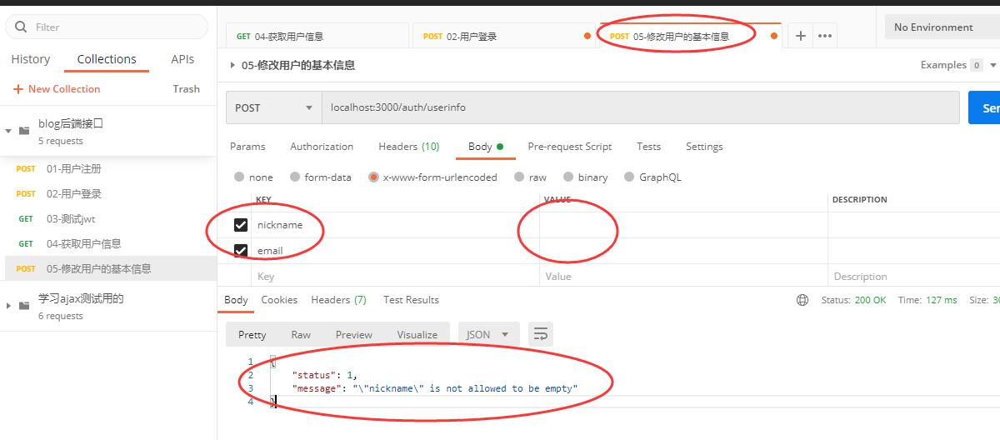 Filter
History Collections APIs
New Collection Trash
blog后端接口
5 requests
POST 01-用户注册
POST 02-用户登录
GET 03-测试jwt
GET 04-获取用户信息
POST 05-修改用户的基本信息
学习ajax测试用的
6 requests
GET 04-获取用户信息 POST 02-用户登录 POST 05-修改用户的基本信息 No Environment
05-修改用户的基本信息 Examples 0
POST localhost:3000/auth/userinfo Sen
Params Authorization Headers (10) Body Pre-request Script Tests Settings
none form-data x-www-form-urlencoded raw binary GraphQL
KEY VALUE DESCRIPTION
nickname
email
Key Value Description
Body Cookies Headers (7) Test Results Status: 200 OK Time: 127 ms Size: 30
Pretty Raw Preview Visualize JSON
1 {
2 "status": 1,
3 "message": "\"nickname\" is not allowed to be empty"
4 }